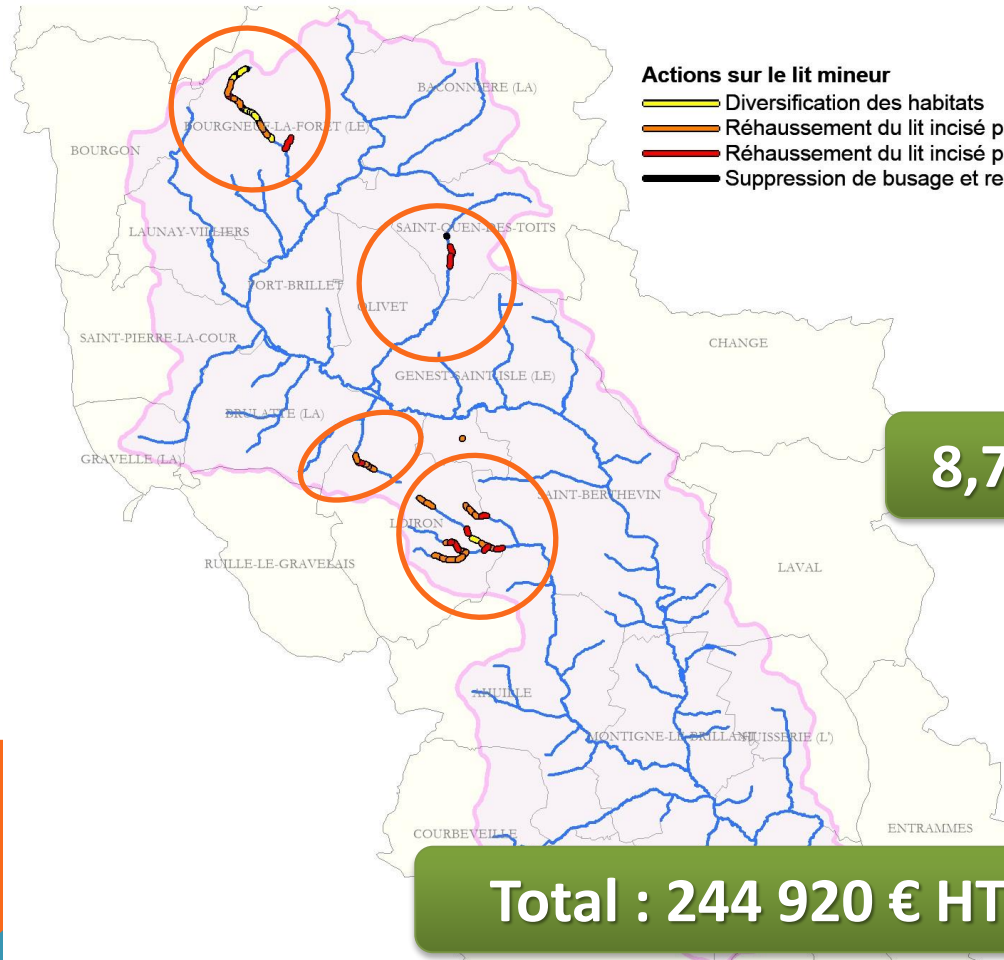 Actions sur le lit mineur
Diversification des habitats
Réhaussement du lit incisé p
Réhaussement du lit incisé p
Suppression de busage et re
BACONNIERE (LA)
BOURGNEUF-LA-FORET (LE)
BOURGON
LAUNAY-VILLIERS
SAINT-OUEN-DES-TOITS
PORT-BRILLET
OLIVET
SAINT-PIERRE-LA-COUR
CHANGE
GENEST-SAINT-ISLE (LE)
BRULATTE (LA)
GRAVELLE (LA)
8,7
SAINT-BERTHEVIN
LOIRON
RUILLE-LE-GRAVELAIS
LAVAL
AHUILLE
MONTIGNE-LE-BRILLANT
HUISSERIE (L')
COURBEVEILLE
ENTRAMMES
Total : 244 920 € HT